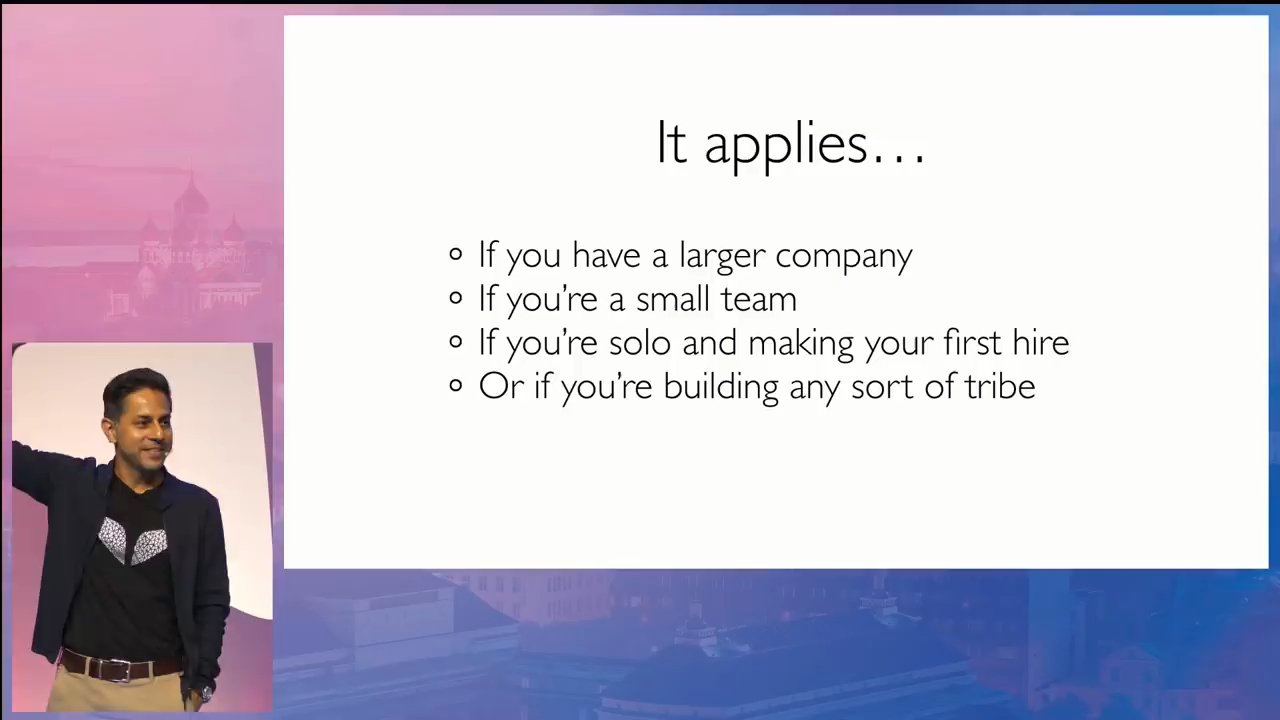 It applies…
If you have a larger company
If you’re a small team
If you’re solo and making your first hire
Or if you’re building any sort of tribe